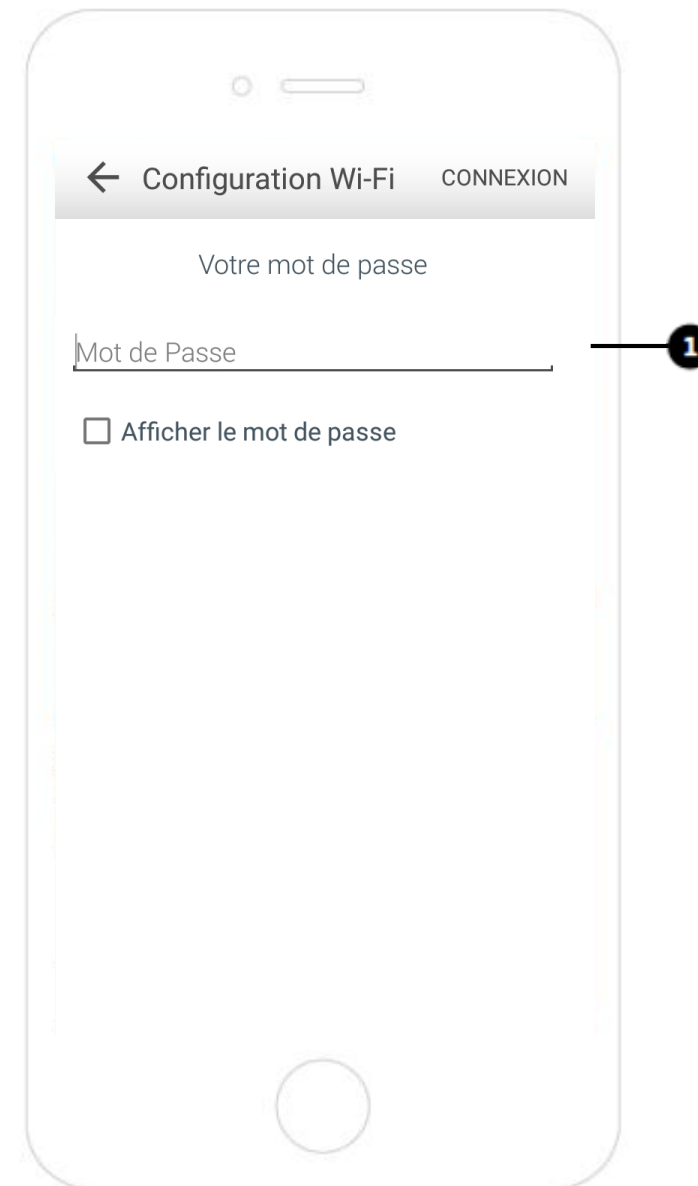 ← Configuration Wi-Fi CONNEXION
Votre mot de passe
Mot de Passe
1
Afficher le mot de passe